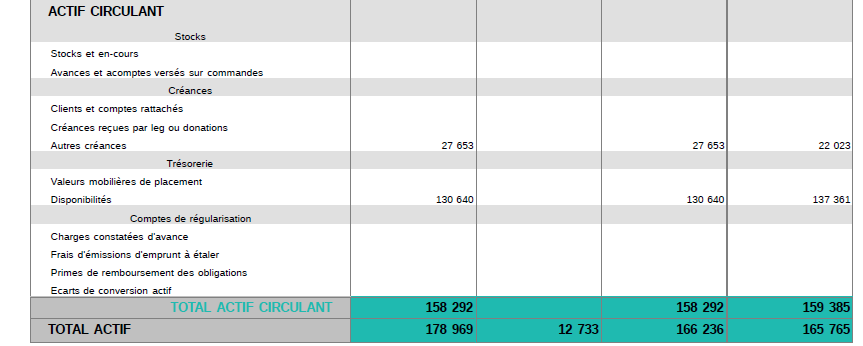 ACTIF CIRCULANT
Stocks
Stocks et en-cours
Avances et acomptes versés sur commandes
Créances
Clients et comptes rattachés
Créances reçues par leg ou donations
Autres créances 27 653 27 653 22 023
Trésorerie
Valeurs mobilières de placement
Disponibilités 130 640 130 640 137 361
Comptes de régularisation
Charges constatées d'avance
Frais d'émissions d'emprunt à étaler
Primes de remboursement des obligations
Ecarts de conversion actif
TOTAL ACTIF CIRCULANT 158 292 158 292 159 385
TOTAL ACTIF 178 969 12 733 166 236 165 765